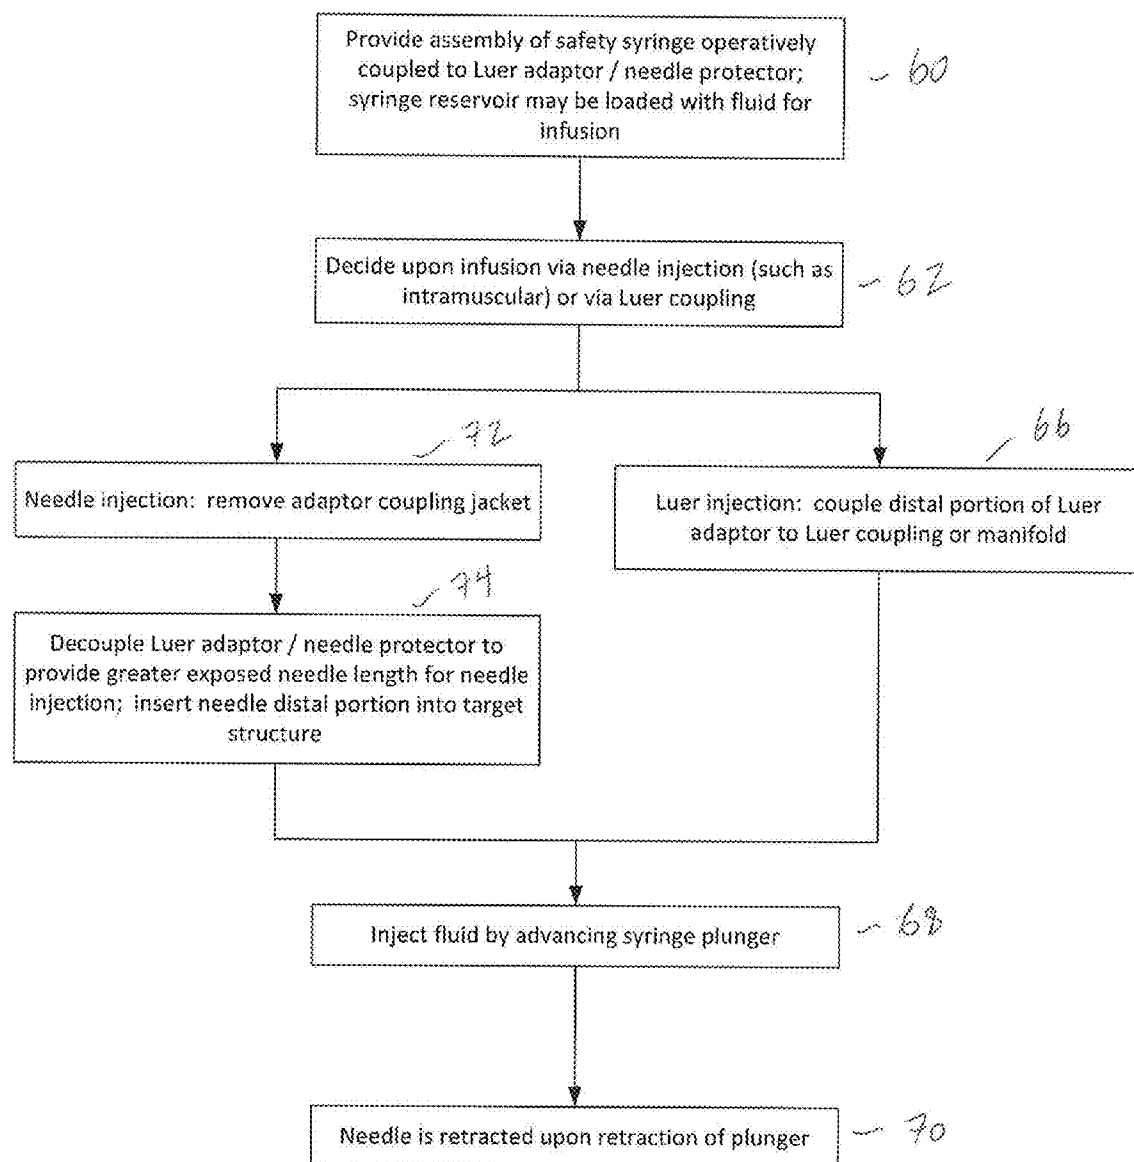 Provide assembly of safety syringe operatively
coupled to Luer adaptor / needle protector;
syringe reservoir may be loaded with fluid for
infusion
60
Decide upon infusion via needle injection (such as
intramuscular) or via Luer coupling
62
72
Needle injection: remove adaptor coupling jacket
66
Luer injection: couple distal portion of Luer
adaptor to Luer coupling or manifold
74
Decouple Luer adaptor / needle protector to
provide greater exposed needle length for needle
injection; insert needle distal portion into target
structure
Inject fluid by advancing syringe plunger
68
Needle is retracted upon retraction of plunger
70